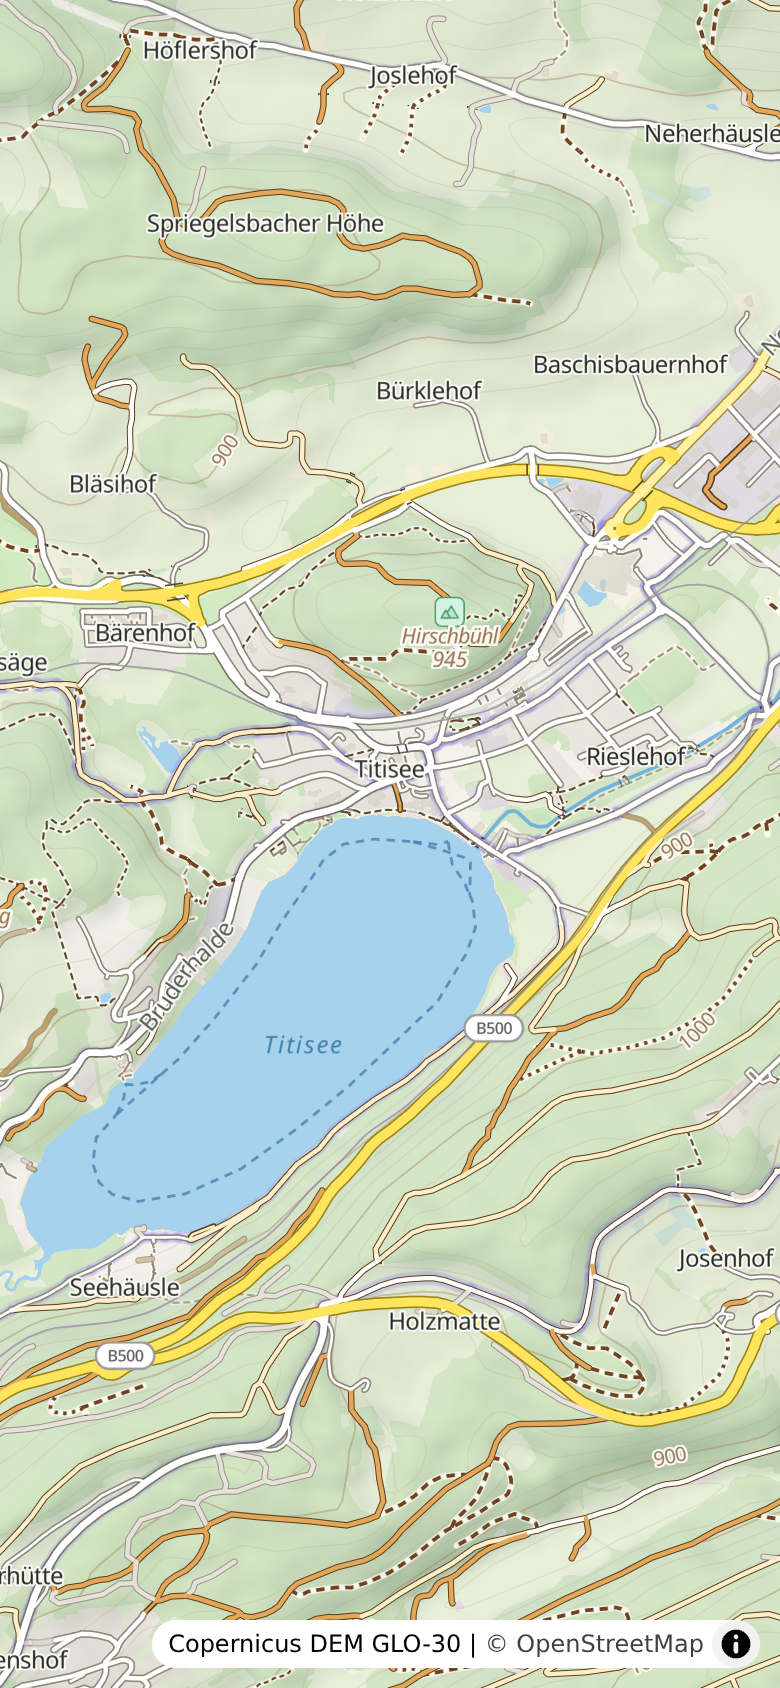 Höflershof
Joslehof
Neherhäusle
Spriegelsbacher Höhe
Baschisbauernhof
Bürklehof
900
Bläsihof
Hirschbühl
945
Bärenhof
säge
Rieslehof
Titisee
900
g
Bruderhalde
B500
1000
Titisee
Josenhof
Seehäusle
Holzmatte
B500
900
rhütte
enshof
Copernicus DEM GLO-30 | © OpenStreetMap